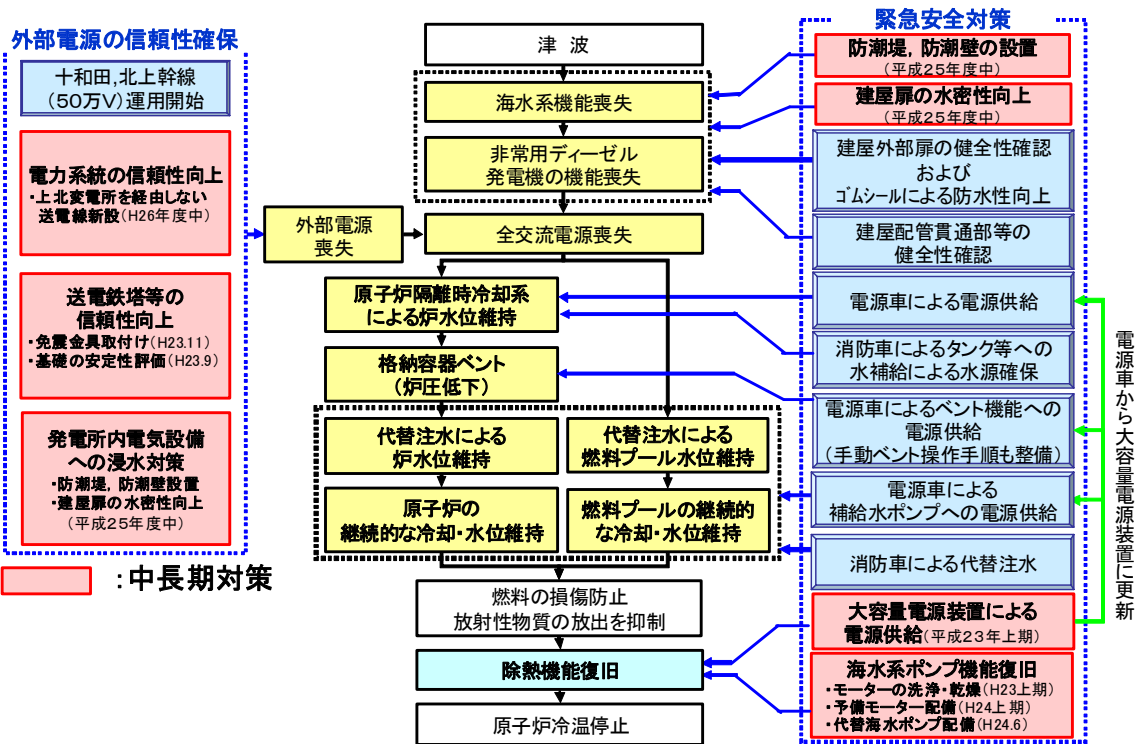 外部電源の信頼性確保
十和田,北上幹線
(50万V)運用開始
電力系統の信頼性向上
・上北変電所を経由しない
送電線新設(H26年度中)
送電鉄塔等の
信頼性向上
・免震金具取付け(H23.11)
・基礎の安定性評価(H23.9)
発電所内電気設備
への浸水対策
・防潮堤, 防潮壁設置
・建屋扉の水密性向上
(平成25年度中)
:中長期対策
津 波
海水系機能喪失
非常用ディーゼル
発電機の機能喪失
外部電源
喪失
全交流電源喪失
原子炉隔離時冷却系
による炉水位維持
格納容器ベント
(炉圧低下)
代替注水による
炉水位維持
代替注水による
燃料プール水位維持
原子炉の
継続的な冷却・水位維持
燃料プールの継続的
な冷却・水位維持
燃料の損傷防止
放射性物質の放出を抑制
除熱機能復旧
原子炉冷温停止
緊急安全対策
防潮堤, 防潮壁の設置
(平成25年度中)
建屋扉の水密性向上
(平成25年度中)
建屋外部扉の健全性確認
および
ゴムシールによる防水性向上
建屋配管貫通部等の
健全性確認
電源車による電源供給
消防車によるタンク等への
水補給による水源確保
電源車によるベント機能への
電源供給
(手動ベント操作手順も整備)
電源車による
補給水ポンプへの電源供給
消防車による代替注水
大容量電源装置による
電源供給(平成23年上期)
海水系ポンプ機能復旧
・モーターの洗浄・乾燥(H23上期)
・予備モーター配備(H24上期)
・代替海水ポンプ配備(H24.6)
電源車から大容量電源装置に更新